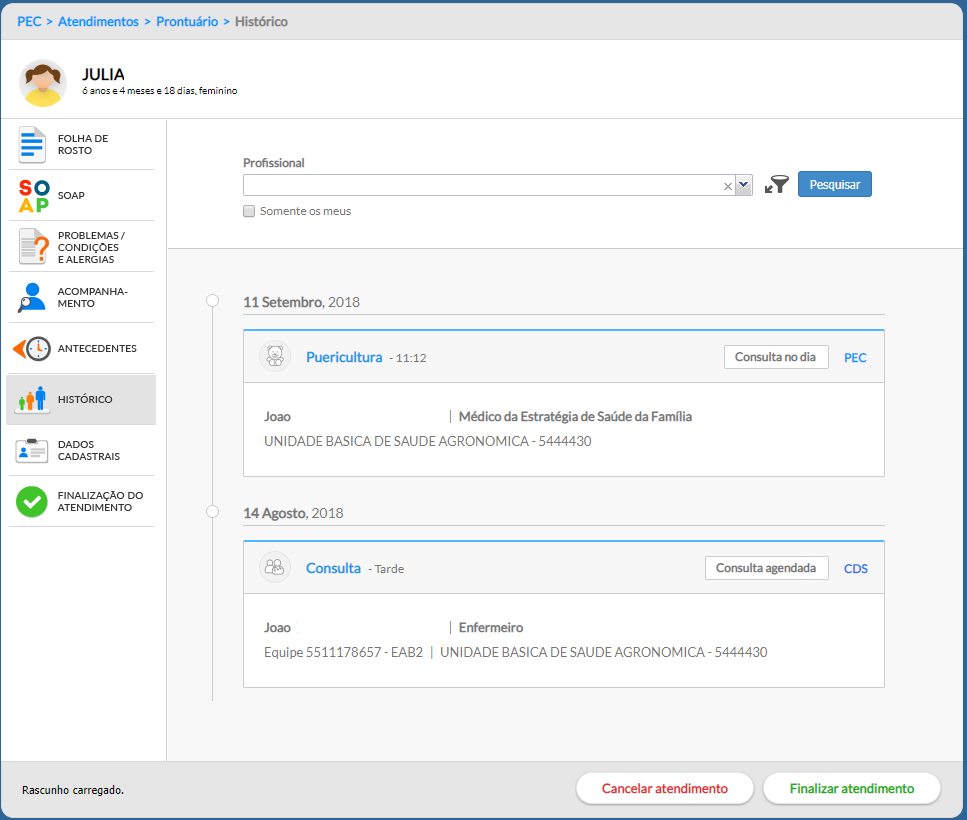 PEC > Atendimentos > Prontuário > Histórico
JULIA
6 anos e 4 meses e 18 dias, feminino
FOLHA DE
ROSTO
SOAP
SOAP
PROBLEMAS /
CONDIÇÕES
E ALERGIAS
ACOMPANHA-
MENTO
ANTECEDENTES
HISTÓRICO
DADOS
CADASTRAIS
FINALIZAÇÃO DO
ATENDIMENTO
Profissional
Pesquisar
Somente os meus
11 Setembro, 2018
Puericultura - 11:12 Consulta no dia PEC
Joao | Médico da Estratégia de Saúde da Família
UNIDADE BASICA DE SAUDE AGRONOMICA - 5444430
14 Agosto, 2018
Consulta - Tarde Consulta agendada CDS
Joao | Enfermeiro
Equipe 5511178657 - EAB2 | UNIDADE BASICA DE SAUDE AGRONOMICA - 5444430
Rascunho carregado. Cancelar atendimento Finalizar atendimento